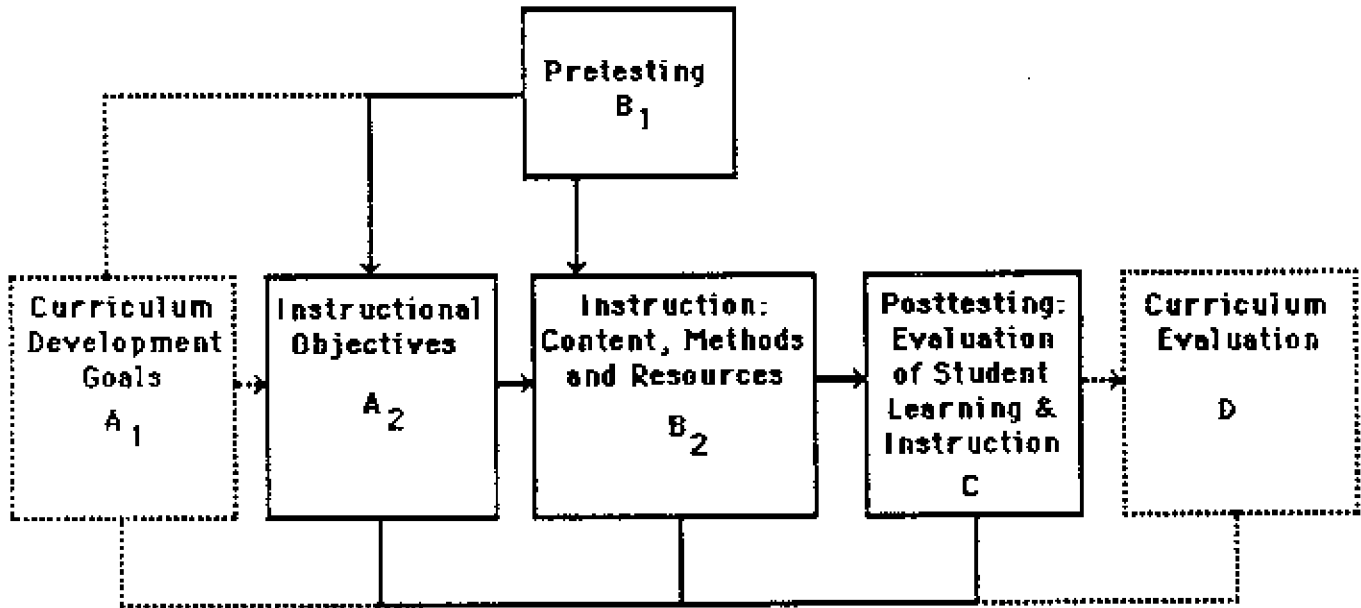 Pretesting
B1
Curriculum
Development
Goals
A1
Instructional
Objectives
A2
Instruction:
Content, Methods
and Resources
B2
Posttesting:
Evaluation
of Student
Learning &
Instruction
C
Curriculum
Evaluation
D